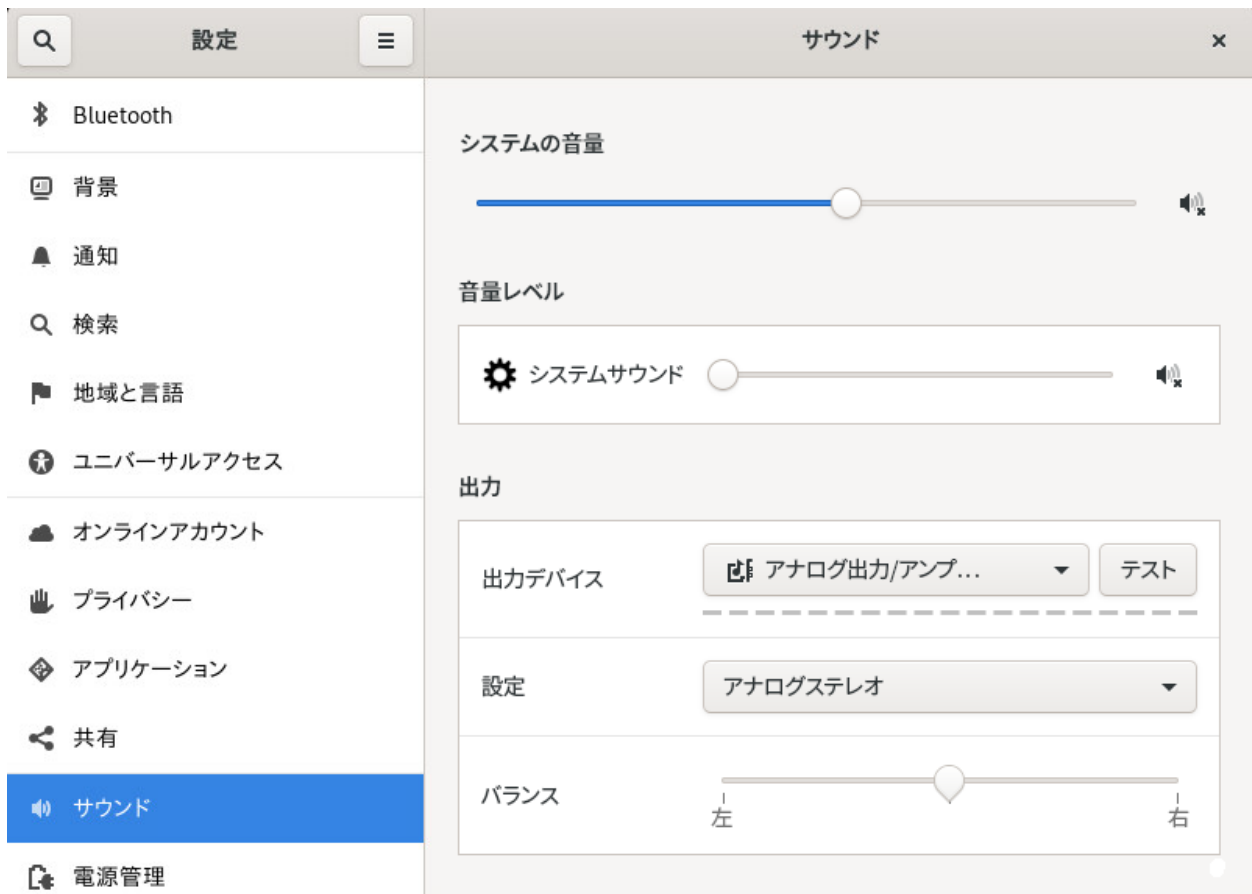 設定
サウンド
Bluetooth
背景
通知
検索
地域と言語
ユニバーサルアクセス
オンラインアカウント
プライバシー
アプリケーション
共有
サウンド
電源管理
システムの音量
音量レベル
システムサウンド
出力
出力デバイス
アナログ出力/アンプ...
テスト
設定
アナログステレオ
バランス
左
右